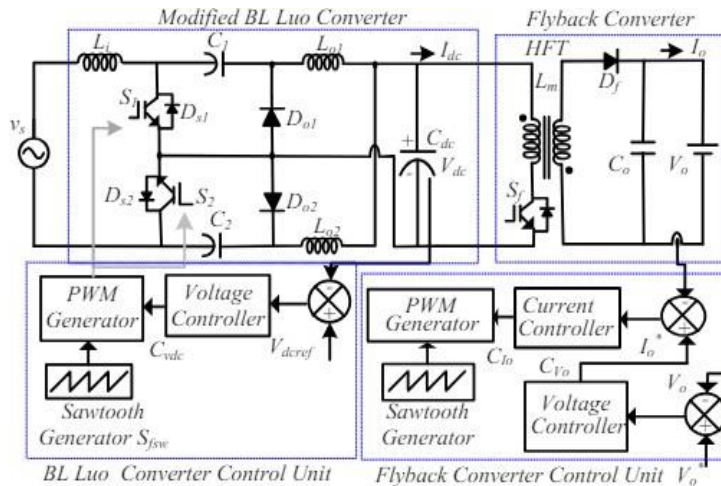 Modified BL Luo Converter
Flyback Converter
L_i
C_1
L_o1
I_dc
HFT
I_o
L_m
D_f
S_1
D_s1
D_o1
v_s
C_dc
V_dc
+
-
C_o
V_o
S_f
D_s2
S_2
D_o2
C_2
L_o2
PWM Generator
Voltage Controller
-
+
C_vdc
V_dcref
Sawtooth
Generator S_fsw
PWM Generator
Current Controller
-
+
C_Io
I_o^*
C_Vo
V_o
Voltage Controller
-
+
Sawtooth
Generator
BL Luo Converter Control Unit
Flyback Converter Control Unit
V_o^*